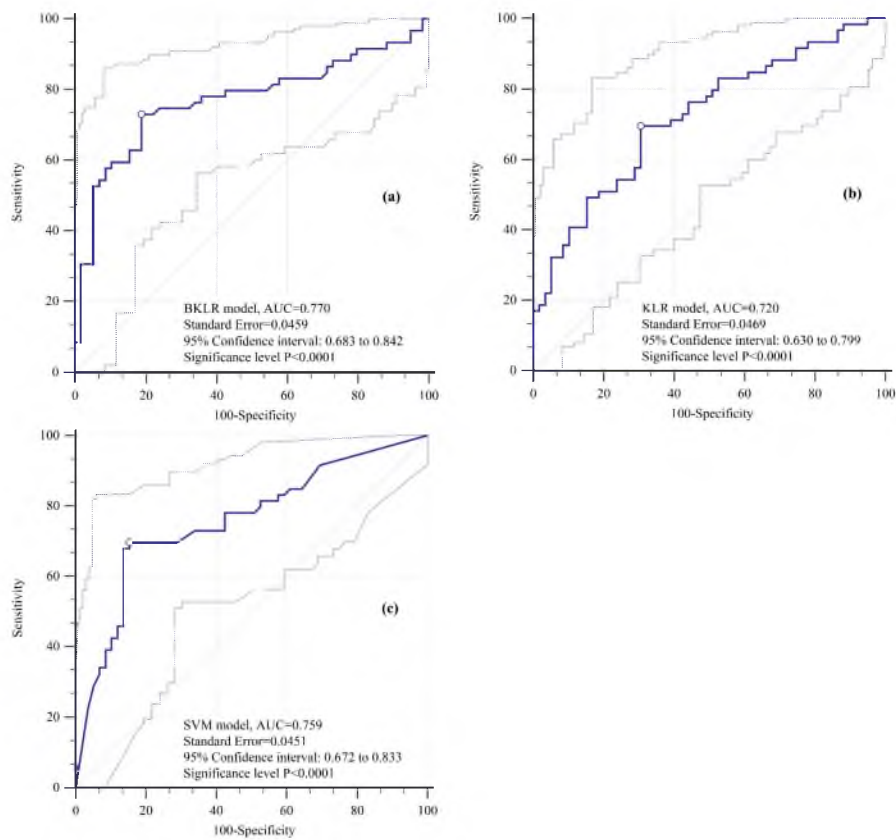 100
80
60
40
20
0
Sensitivity
(a)
BKLR model, AUC=0.770
Standard Error=0.0459
95% Confidence interval: 0.683 to 0.842
Significance level P<0.0001
0 20 40 60 80 100
100-Specificity
100
80
60
40
20
0
Sensitivity
(b)
KLR model, AUC=0.720
Standard Error=0.0469
95% Confidence interval: 0.630 to 0.799
Significance level P<0.0001
0 20 40 60 80 100
100-Specificity
100
80
60
40
20
0
Sensitivity
(c)
SVM model, AUC=0.759
Standard Error=0.0451
95% Confidence interval: 0.672 to 0.833
Significance level P<0.0001
0 20 40 60 80 100
100-Specificity